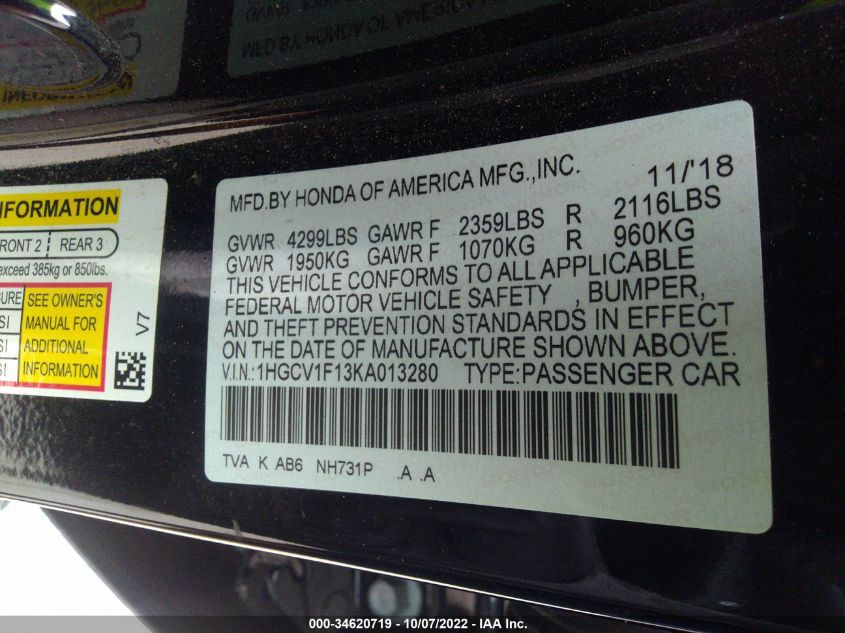 MFD.BY HONDA OF AMERICA MFG.,INC. 11/'18
GVWR 4299LBS GAWR F 2359LBS R 2116LBS
GVWR 1950KG GAWR F 1070KG R 960KG
THIS VEHICLE CONFORMS TO ALL APPLICABLE
FEDERAL MOTOR VEHICLE SAFETY , BUMPER,
AND THEFT PREVENTION STANDARDS IN EFFECT
ON THE DATE OF MANUFACTURE SHOWN ABOVE.
V.I.N.:1HGCV1F13KA013280 TYPE:PASSENGER CAR
TVA K AB6 NH731P .A .A
INFORMATION
FRONT 2 REAR 3
exceed 385kg or 850lbs.
SEE OWNER'S
MANUAL FOR
ADDITIONAL
INFORMATION
V7
000-34620719 - 10/07/2022 - IAA Inc.